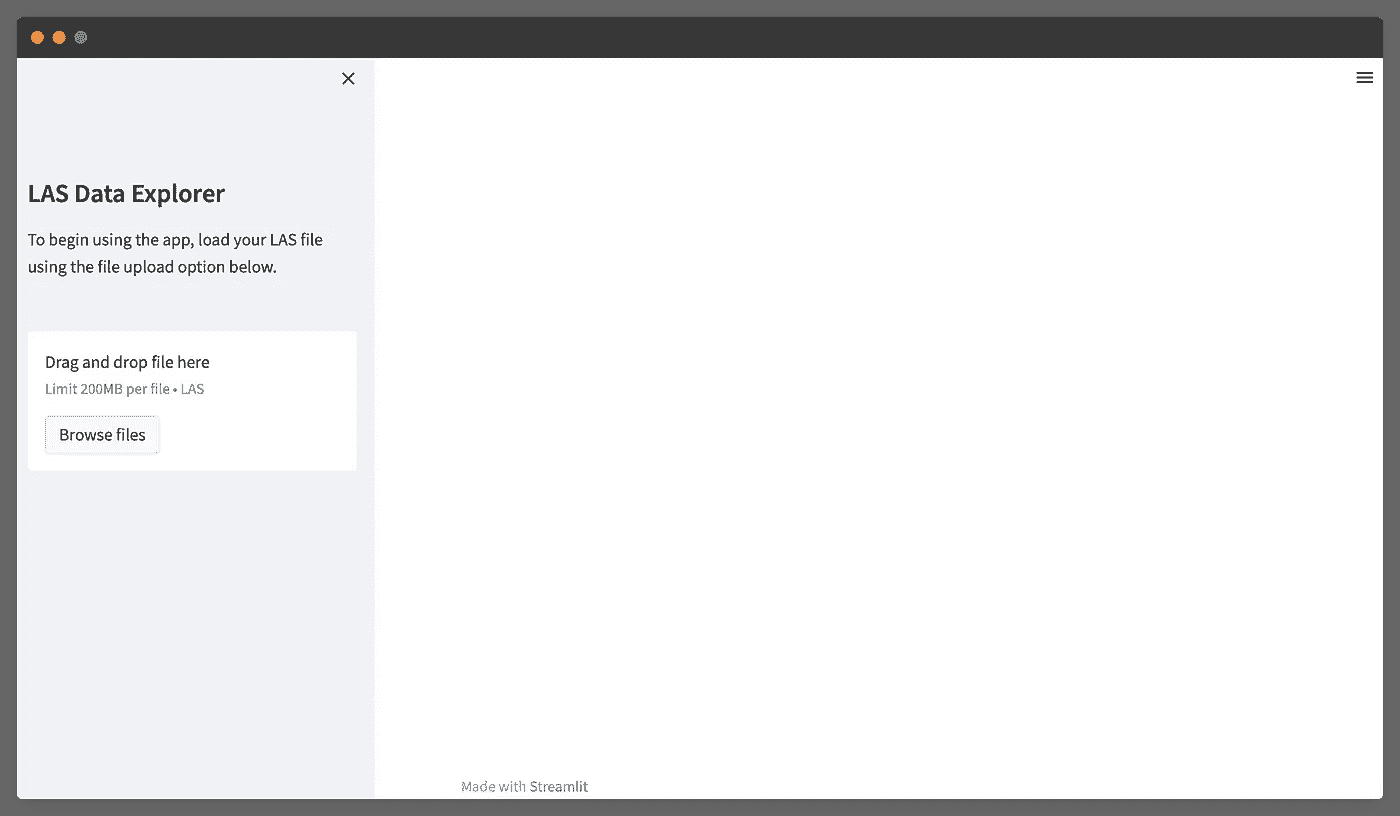 LAS Data Explorer
To begin using the app, load your LAS file
using the file upload option below.
Drag and drop file here
Limit 200MB per file • LAS
Browse files
Made with Streamlit